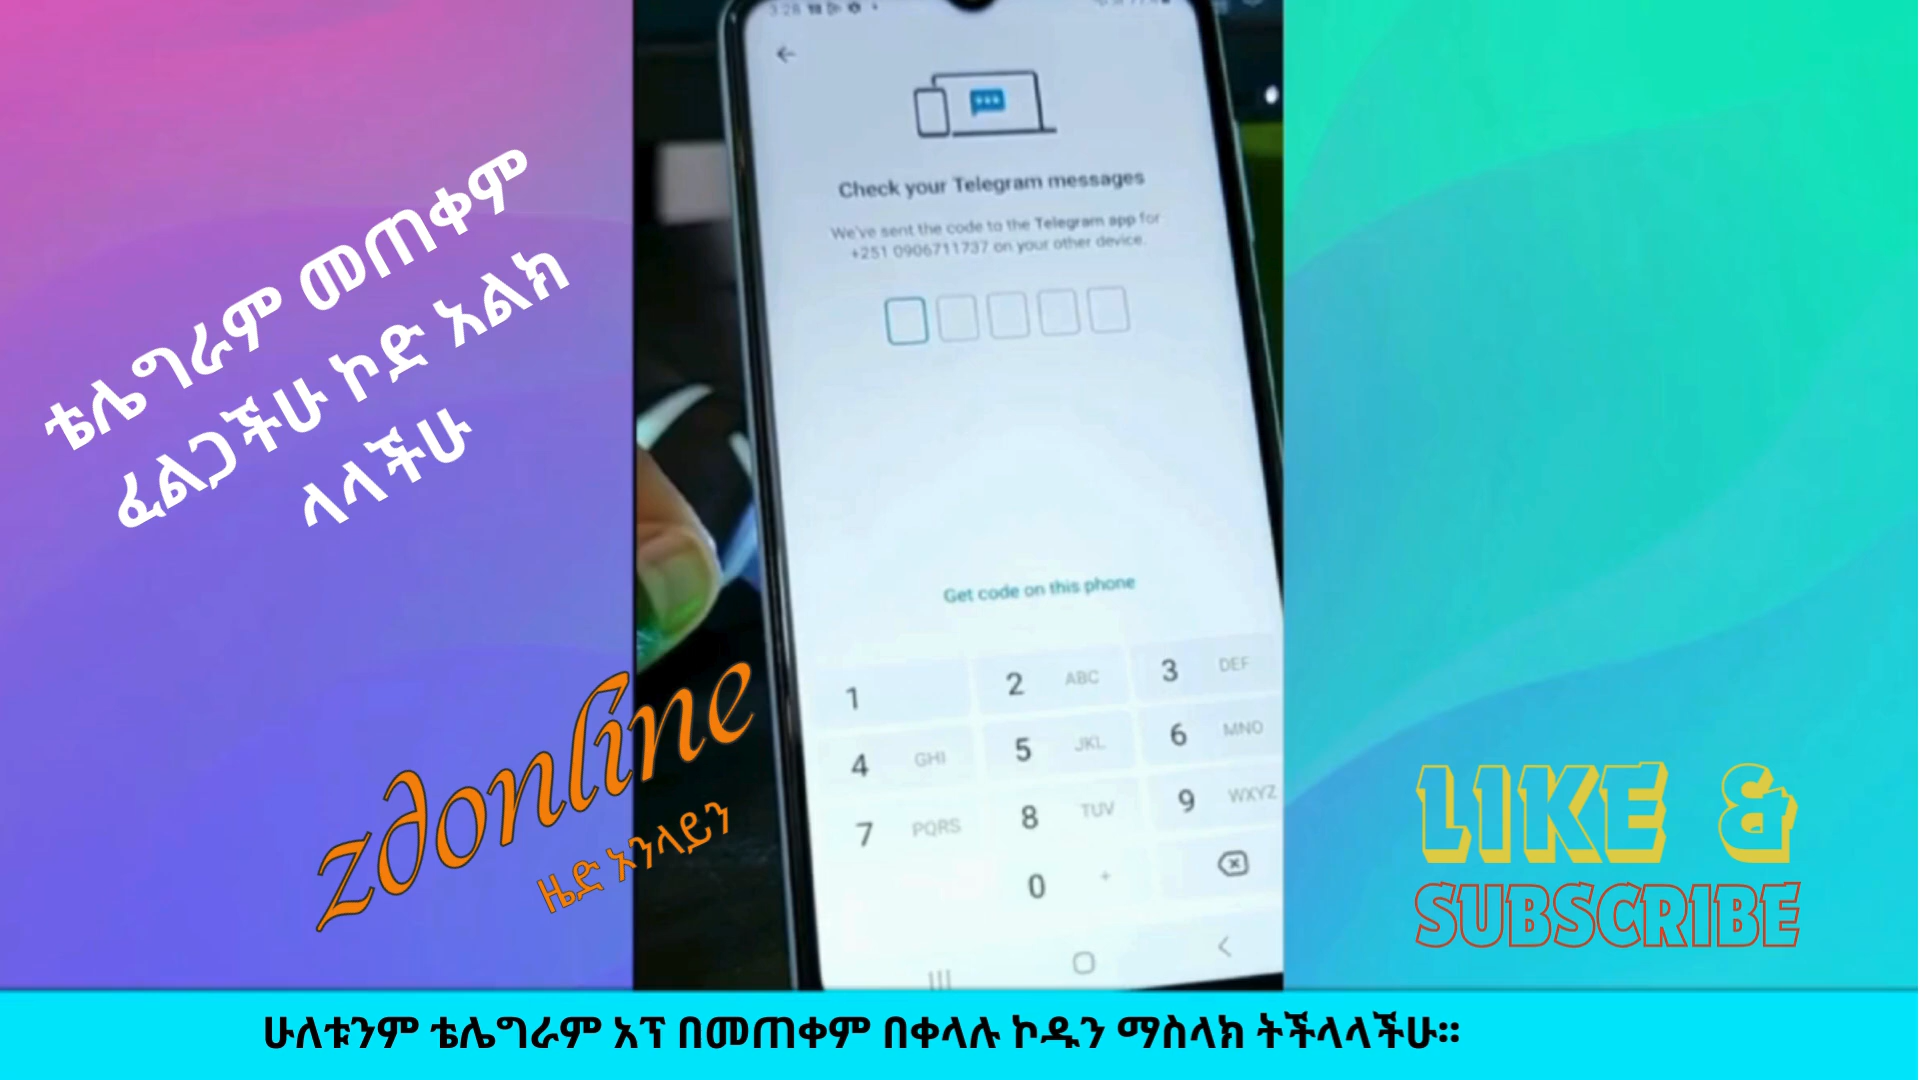 3:28
Check your Telegram messages
We've sent the code to the Telegram app for
+251 0906711737 on your other device.
ቴሌግራም መጠቀም
ፈልጋችሁ ኮድ አልክ
ለላችሁ
Get code on this phone
1
2 ABC
3 DEF
4 GHI
5 JKL
6 MNO
7 PQRS
8 TUV
9 WXYZ
0 +
zdonline
ዜድ ኦንላይን
LIKE &
SUBSCRIBE
ሁለቱንም ቴሌግራም አፕ በመጠቀም በቀላሉ ኮዱን ማስላክ ትችላላችሁ።